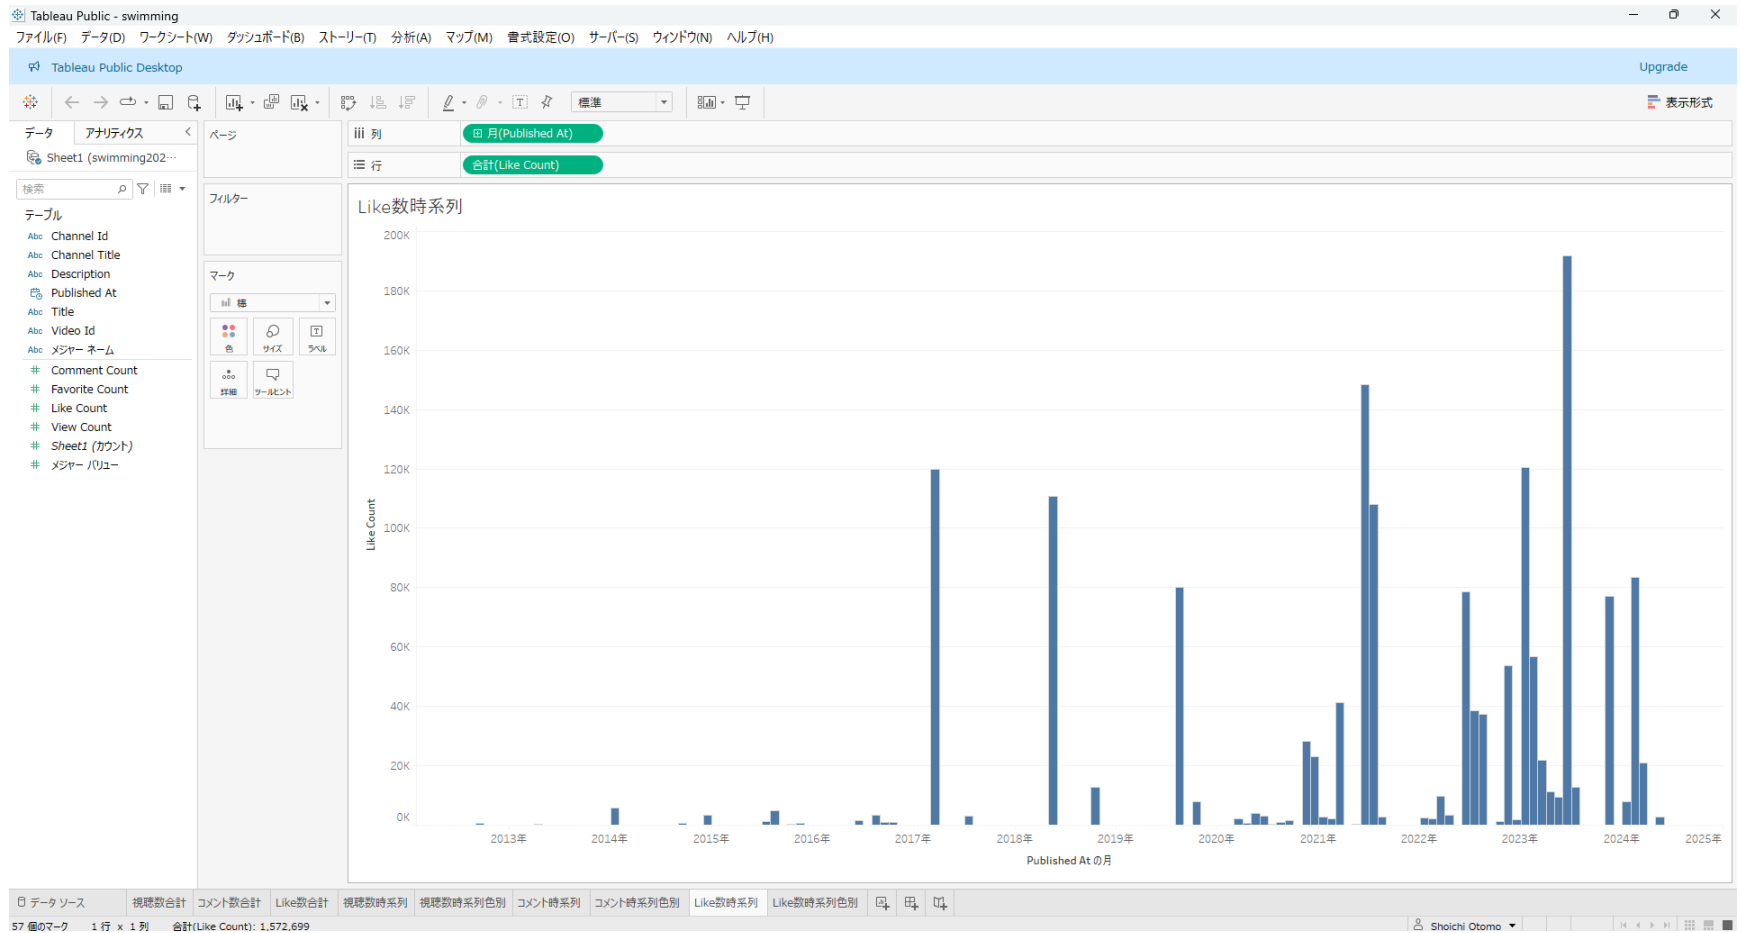 Tableau Public - swimming
ファイル(F) データ(D) ワークシート(W) ダッシュボード(B) ストーリー(T) 分析(A) マップ(M) 書式設定(O) サーバー(S) ウィンドウ(N) ヘルプ(H)
Tableau Public Desktop Upgrade
標準 表示形式
データ アナリティクス
Sheet1 (swimming202…
検索
テーブル
Abc Channel Id
Abc Channel Title
Abc Description
Published At
Abc Title
Abc Video Id
Abc メジャー ネーム
# Comment Count
# Favorite Count
# Like Count
# View Count
# Sheet1 (カウント)
# メジャー バリュー
ページ
フィルター
マーク
棒
色 サイズ ラベル
詳細 ツールヒント
列 月(Published At)
行 合計(Like Count)
Like数時系列
200K
180K
160K
140K
120K
100K
80K
60K
40K
20K
0K
Like Count
2013年 2014年 2015年 2016年 2017年 2018年 2019年 2020年 2021年 2022年 2023年 2024年 2025年
Published At の月
データ ソース 視聴数合計 コメント数合計 Like数合計 視聴数時系列 視聴数時系列色別 コメント時系列 コメント時系列色別 Like数時系列 Like数時系列色別
57 個のマーク 1 行 x 1 列 合計(Like Count): 1,572,699 Shoichi Otomo